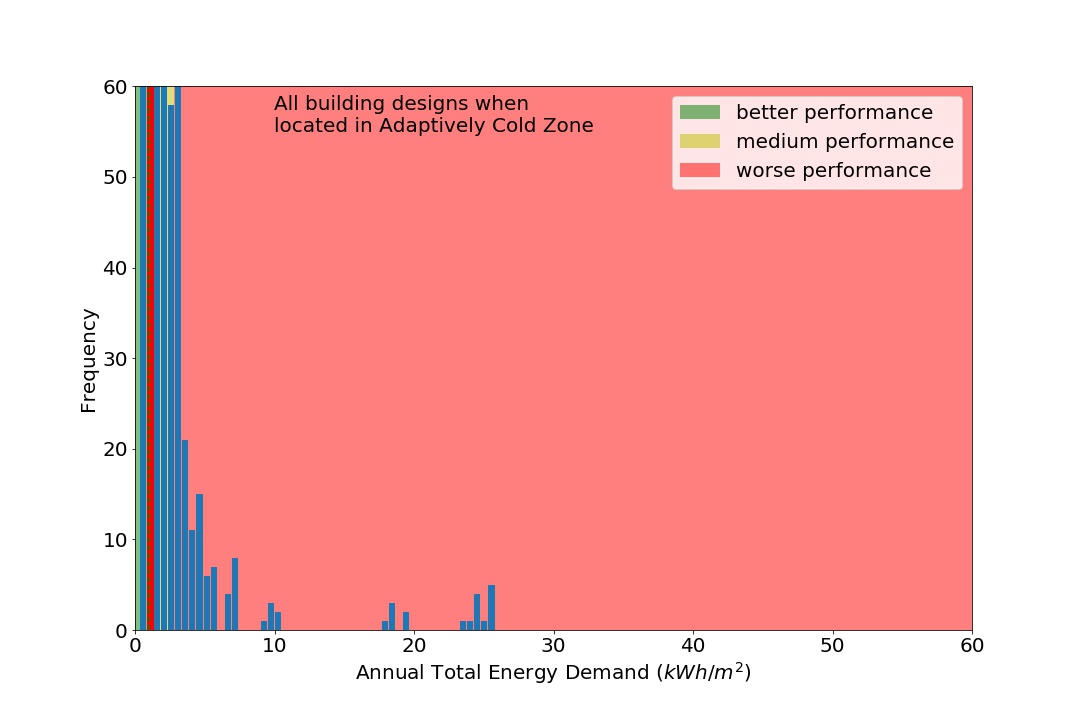 All building designs when
located in Adaptively Cold Zone
better performance
medium performance
worse performance
60
50
40
30
20
10
0
Frequency
0 10 20 30 40 50 60
Annual Total Energy Demand (kWh/m²)